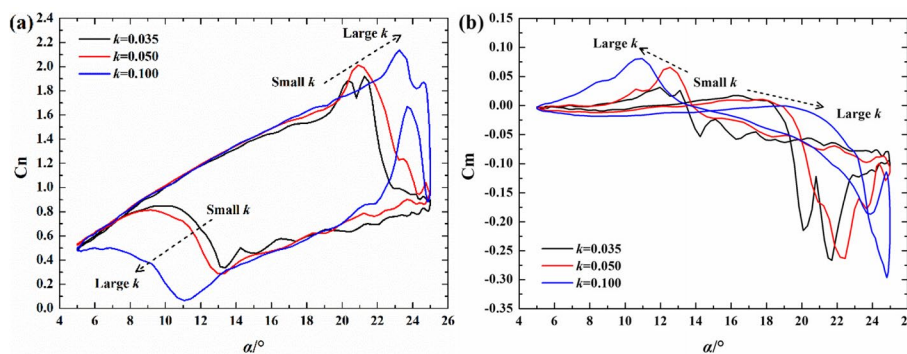 (a)
2.4
2.2
2.0
1.8
1.6
1.4
1.2
1.0
0.8
0.6
0.4
0.2
0.0
Cn
k=0.035
k=0.050
k=0.100
Large k
Small k
Small k
Large k
4 6 8 10 12 14 16 18 20 22 24 26
α/°
(b)
0.15
0.10
0.05
0.00
-0.05
-0.10
-0.15
-0.20
-0.25
-0.30
-0.35
Cm
Large k
Small k
Large k
k=0.035
k=0.050
k=0.100
4 6 8 10 12 14 16 18 20 22 24 26
α/°